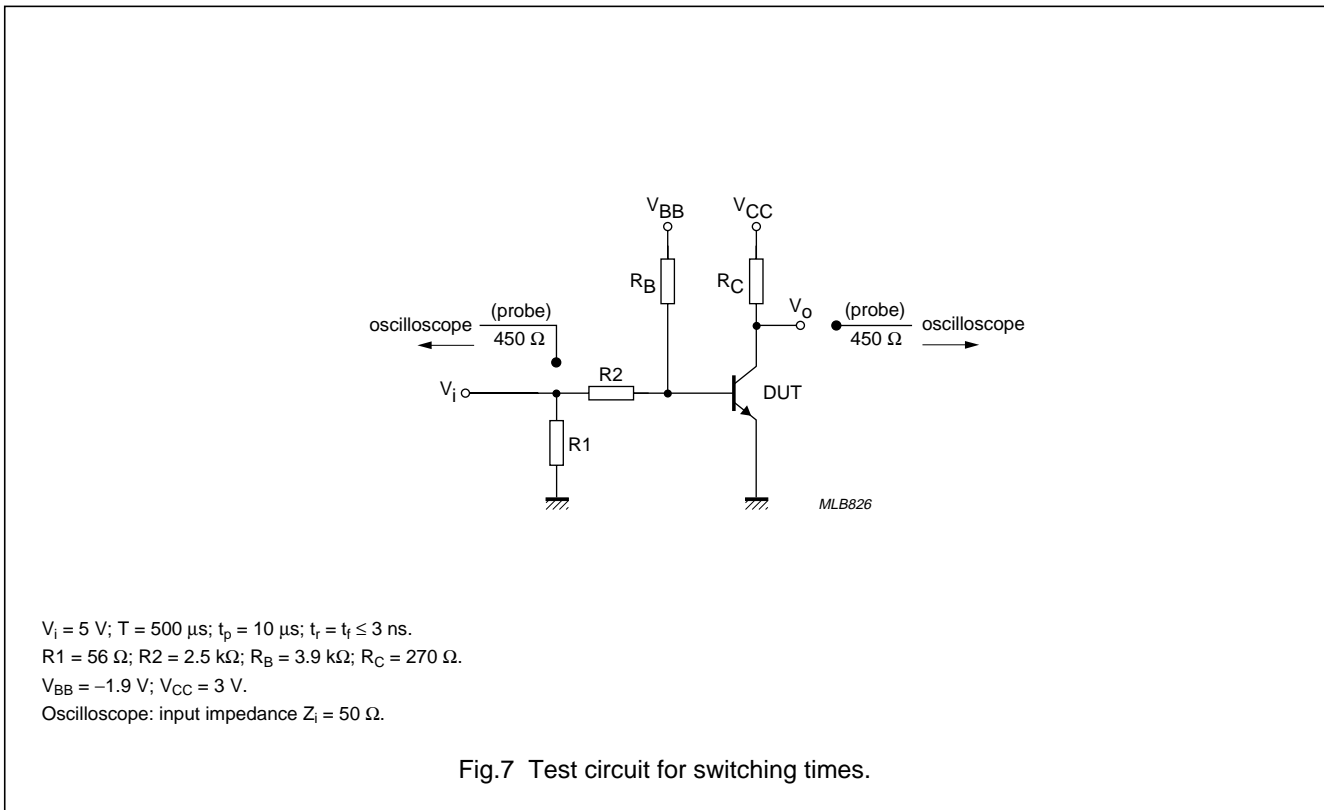 V_BB
V_CC
R_B
R_C
V_o
(probe)
450 Ω
oscilloscope
(probe)
450 Ω
oscilloscope
V_i
R2
DUT
R1
MLB826
V_i = 5 V; T = 500 μs; t_p = 10 μs; t_r = t_f ≤ 3 ns.
R1 = 56 Ω; R2 = 2.5 kΩ; R_B = 3.9 kΩ; R_C = 270 Ω.
V_BB = −1.9 V; V_CC = 3 V.
Oscilloscope: input impedance Z_i = 50 Ω.
Fig.7 Test circuit for switching times.